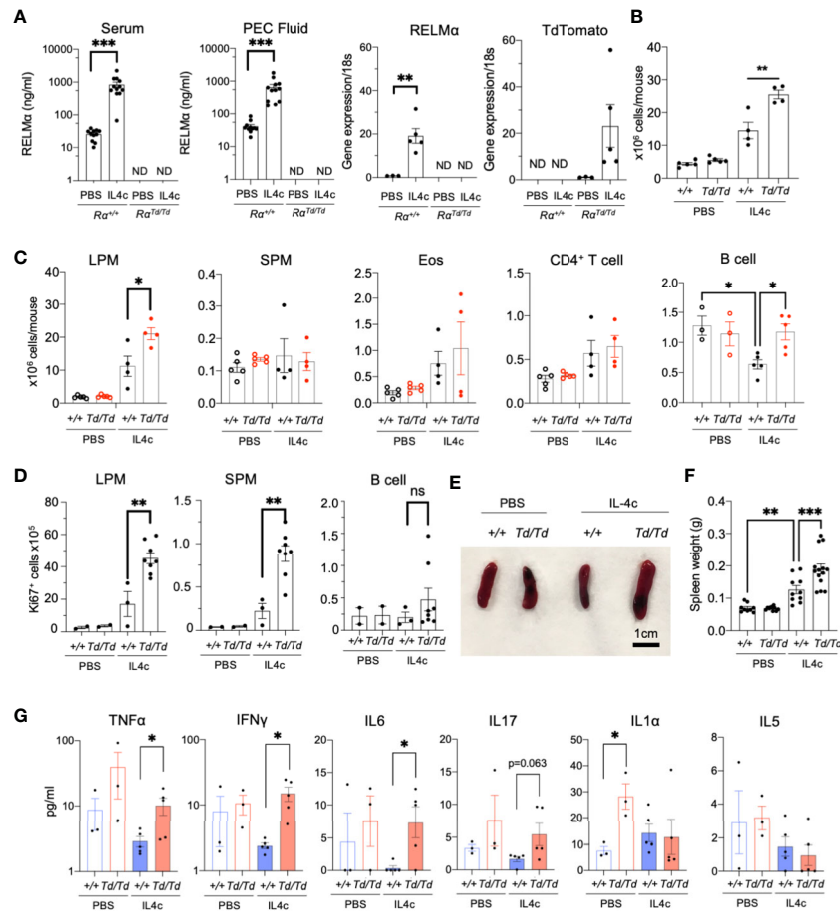 A
Serum
PEC Fluid
RELMα
TdTomato
B
RELMα (ng/ml)
10000
1000
100
10
1
***
ND ND
PBS IL4c PBS IL4c
Rα+/+ RαTd/Td
RELMα (ng/ml)
10000
1000
100
10
1
***
ND ND
PBS IL4c PBS IL4c
Rα+/+ RαTd/Td
Gene expression/18s
60
40
20
0
**
ND ND
PBS IL4c PBS IL4c
Rα+/+ RαTd/Td
Gene expression/18s
60
40
20
0
ND ND
PBS IL4c PBS IL4c
Rα+/+ RαTd/Td
x10⁶ cells/mouse
40
30
20
10
0
**
+/+ Td/Td +/+ Td/Td
PBS IL4c
C
LPM
SPM
Eos
CD4⁺ T cell
B cell
x10⁶ cells/mouse
40
30
20
10
0
*
+/+ Td/Td +/+ Td/Td
PBS IL4c
0.4
0.3
0.2
0.1
0.0
+/+ Td/Td +/+ Td/Td
PBS IL4c
3
2
1
0
+/+ Td/Td +/+ Td/Td
PBS IL4c
1.5
1.0
0.5
0.0
+/+ Td/Td +/+ Td/Td
PBS IL4c
2.0
1.5
1.0
0.5
0.0
* *
+/+ Td/Td +/+ Td/Td
PBS IL4c
D
LPM
SPM
B cell
Ki67⁺ cells x10⁵
80
60
40
20
0
**
+/+ Td/Td +/+ Td/Td
PBS IL4c
1.5
1.0
0.5
0.0
**
+/+ Td/Td +/+ Td/Td
PBS IL4c
2.0
1.5
1.0
0.5
0.0
ns
+/+ Td/Td +/+ Td/Td
PBS IL4c
E
PBS IL-4c
+/+ Td/Td +/+ Td/Td
1cm
F
Spleen weight (g)
0.4
0.3
0.2
0.1
0.0
** ***
+/+ Td/Td +/+ Td/Td
PBS IL4c
G
TNFα
IFNγ
IL6
IL17
IL1α
IL5
pg/ml
100
10
1
*
+/+ Td/Td +/+ Td/Td
PBS IL4c
100
10
1
*
+/+ Td/Td +/+ Td/Td
PBS IL4c
20
15
10
5
0
*
+/+ Td/Td +/+ Td/Td
PBS IL4c
20
15
10
5
0
p=0.063
+/+ Td/Td +/+ Td/Td
PBS IL4c
50
40
30
20
10
0
*
+/+ Td/Td +/+ Td/Td
PBS IL4c
8
6
4
2
0
+/+ Td/Td +/+ Td/Td
PBS IL4c